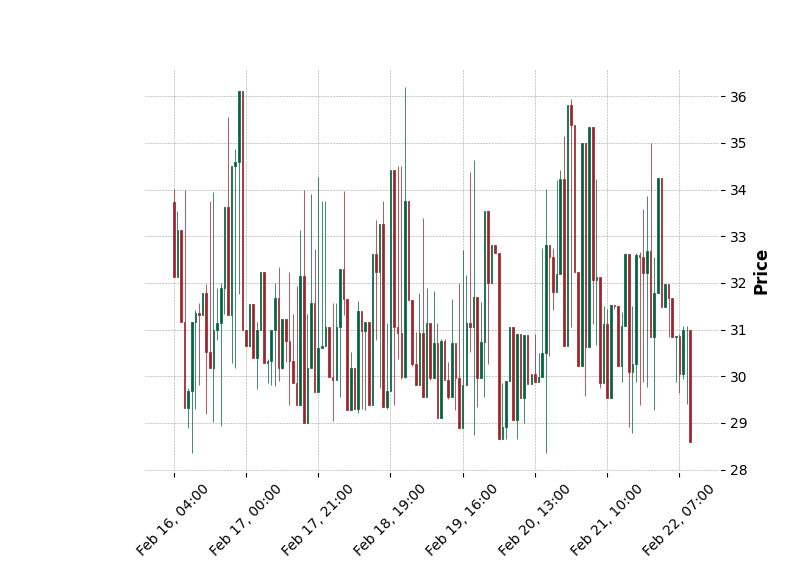 36
35
34
33
32
31
30
29
28
Price
Feb 16, 04:00
Feb 17, 00:00
Feb 17, 21:00
Feb 18, 19:00
Feb 19, 16:00
Feb 20, 13:00
Feb 21, 10:00
Feb 22, 07:00